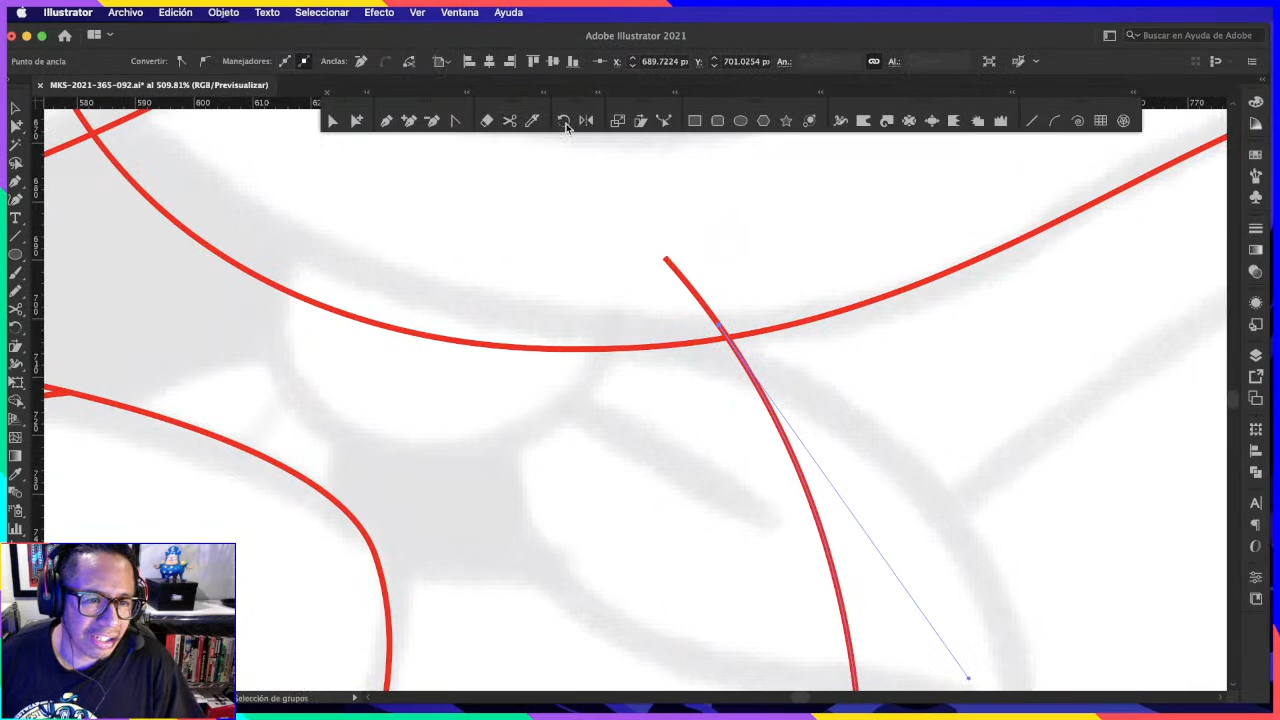 Illustrator Archivo Edición Objeto Texto Seleccionar Efecto Ver Ventana Ayuda
Adobe Illustrator 2021
Buscar en Ayuda de Adobe
Punto de ancla Convertir: Manejadores: Anclas: X: 689.7224 px Y: 701.0254 px An.: Al.:
× MKS-2021-365-092.ai* al 509.81% (RGB/Previsualizar)
580 590 600 610 770
Selección de grupos